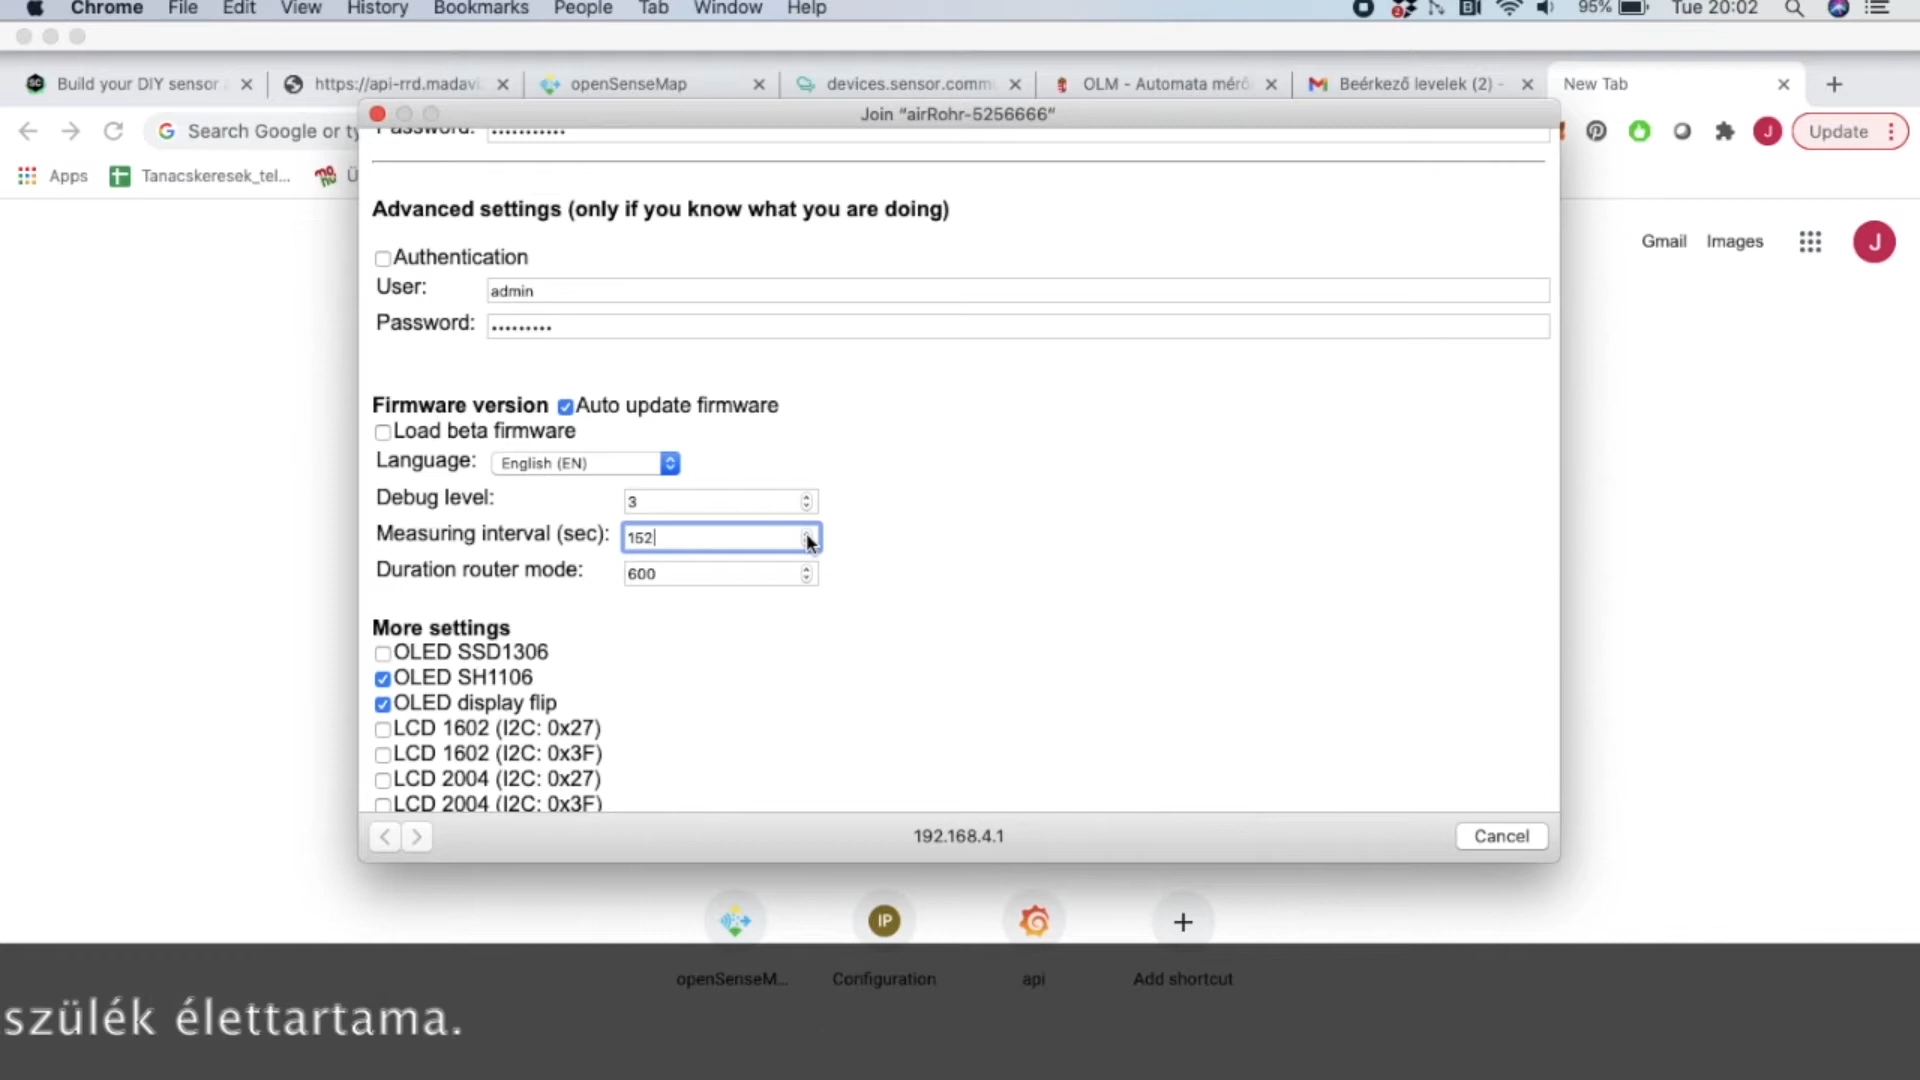 Chrome File Edit View History Bookmarks People Tab Window Help 95% Tue 20:02
Build your DIY sensor https://api-rrd.madavi openSenseMap devices.sensor.comm OLM - Automata mérő Beérkező levelek (2) - New Tab
Join "airRohr-5256666"
Search Google or ty J Update
Password: •••••••••••
Apps Tanacskeresek_tel... Ü
Advanced settings (only if you know what you are doing)
Gmail Images J
Authentication
User: admin
Password: •••••••••
Firmware version Auto update firmware
Load beta firmware
Language: English (EN)
Debug level: 3
Measuring interval (sec): 152
Duration router mode: 600
More settings
OLED SSD1306
OLED SH1106
OLED display flip
LCD 1602 (I2C: 0x27)
LCD 1602 (I2C: 0x3F)
LCD 2004 (I2C: 0x27)
LCD 2004 (I2C: 0x3F)
192.168.4.1 Cancel
IP
openSenseM... Configuration api Add shortcut
szülék élettartama.